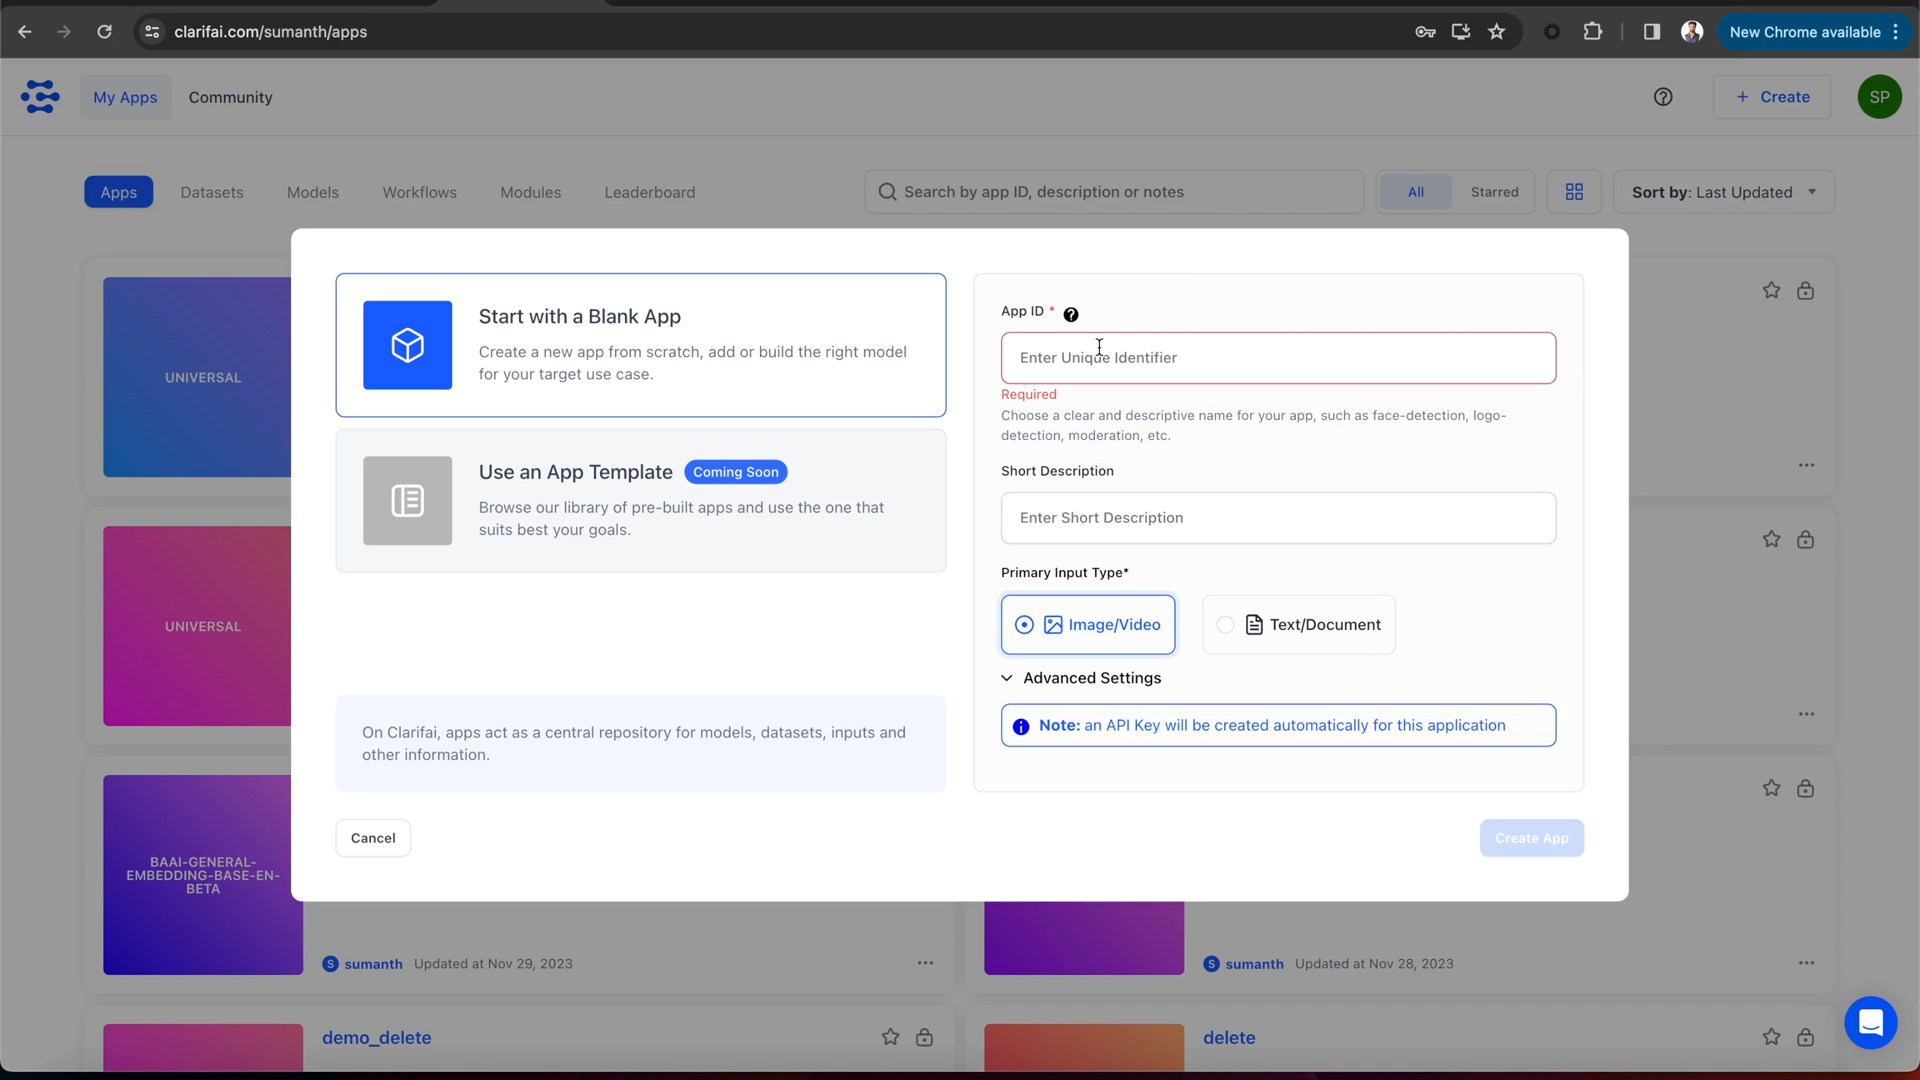 clarifai.com/sumanth/apps
New Chrome available
My Apps
Community
+ Create
SP
Apps
Datasets
Models
Workflows
Modules
Leaderboard
Search by app ID, description or notes
All
Starred
Sort by: Last Updated
UNIVERSAL
Start with a Blank App
Create a new app from scratch, add or build the right model
for your target use case.
Use an App Template
Coming Soon
Browse our library of pre-built apps and use the one that
suits best your goals.
On Clarifai, apps act as a central repository for models, datasets, inputs and
other information.
Cancel
App ID *
Enter Unique Identifier
Required
Choose a clear and descriptive name for your app, such as face-detection, logo-
detection, moderation, etc.
Short Description
Enter Short Description
Primary Input Type*
Image/Video
Text/Document
Advanced Settings
Note: an API Key will be created automatically for this application
Create App
UNIVERSAL
BAAI-GENERAL-
EMBEDDING-BASE-EN-
BETA
S sumanth Updated at Nov 29, 2023
S sumanth Updated at Nov 28, 2023
demo_delete
delete